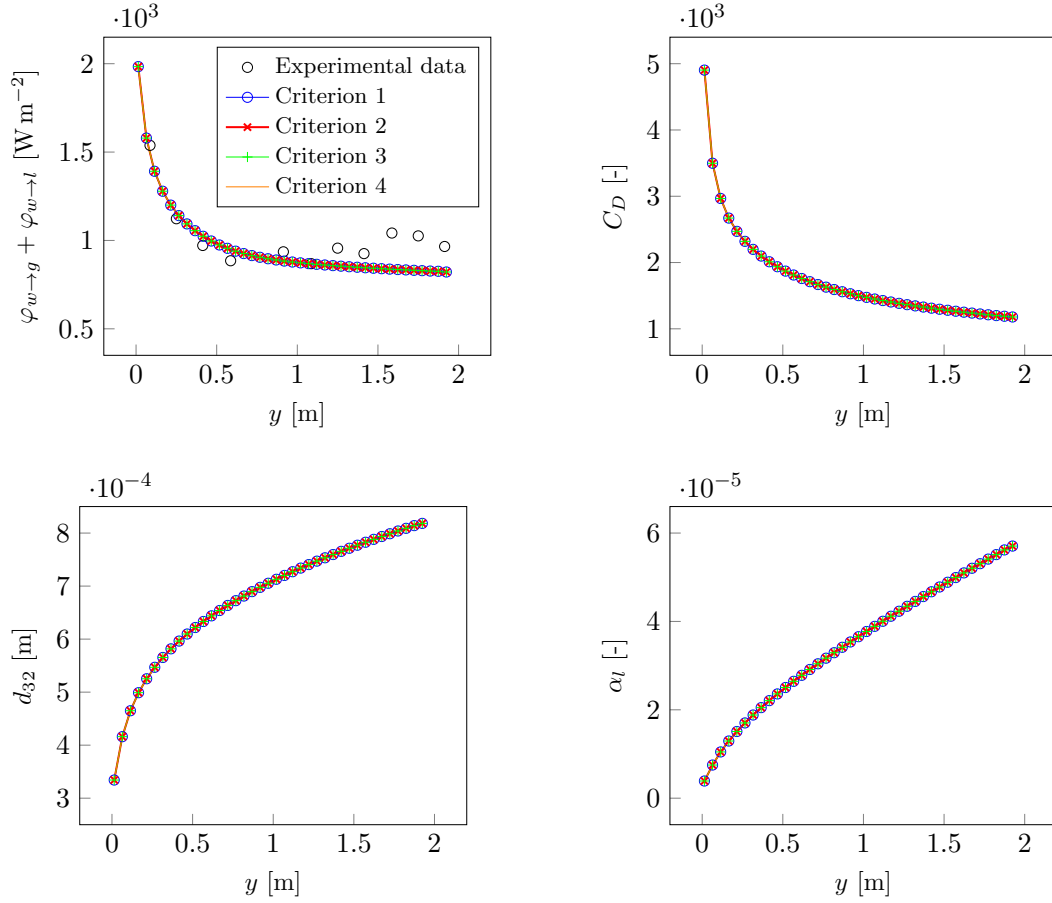 ·10³
2
1.5
1
0.5
φw→g + φw→l [W m⁻²]
0 0.5 1 1.5 2
y [m]
Experimental data
Criterion 1
Criterion 2
Criterion 3
Criterion 4
·10³
5
4
3
2
1
C_D [-]
0 0.5 1 1.5 2
y [m]
·10⁻⁴
8
7
6
5
4
3
d₃₂ [m]
0 0.5 1 1.5 2
y [m]
·10⁻⁵
6
4
2
0
αl [-]
0 0.5 1 1.5 2
y [m]